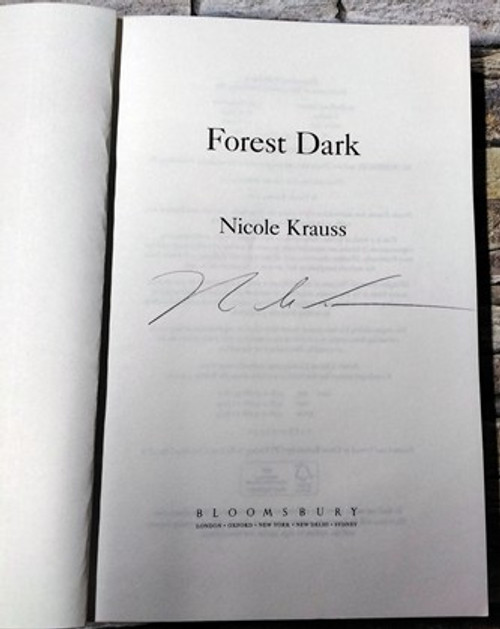 Forest Dark
Nicole Krauss
BLOOMSBURY
LONDON • OXFORD • NEW YORK • NEW DELHI • SYDNEY